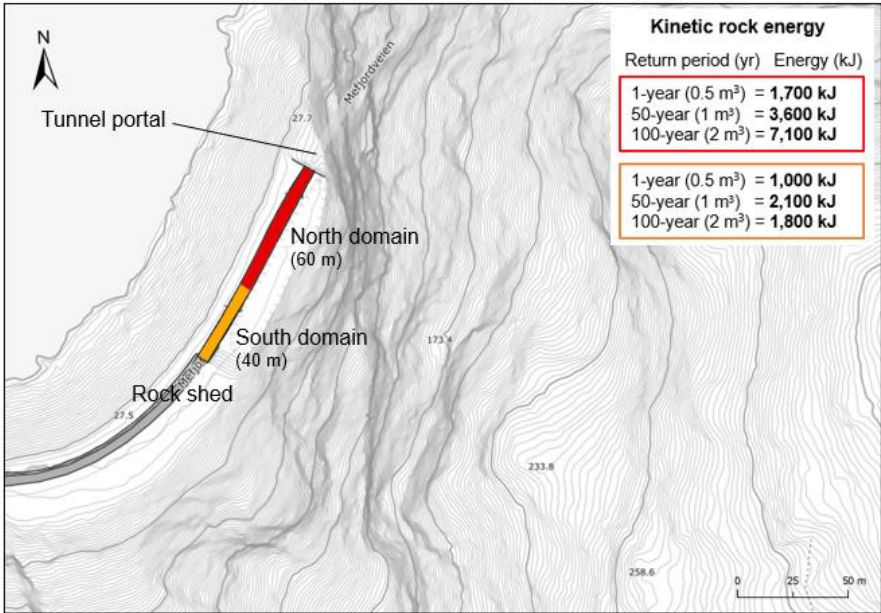 N
Tunnel portal
Mefjordveien
27.7
North domain
(60 m)
South domain
(40 m)
Mefjo
Rock shed
27.5
173.4
233.8
258.6
0 25 50 m
Kinetic rock energy
Return period (yr) Energy (kJ)
1-year (0.5 m³) = 1,700 kJ
50-year (1 m³) = 3,600 kJ
100-year (2 m³) = 7,100 kJ
1-year (0.5 m³) = 1,000 kJ
50-year (1 m³) = 2,100 kJ
100-year (2 m³) = 1,800 kJ